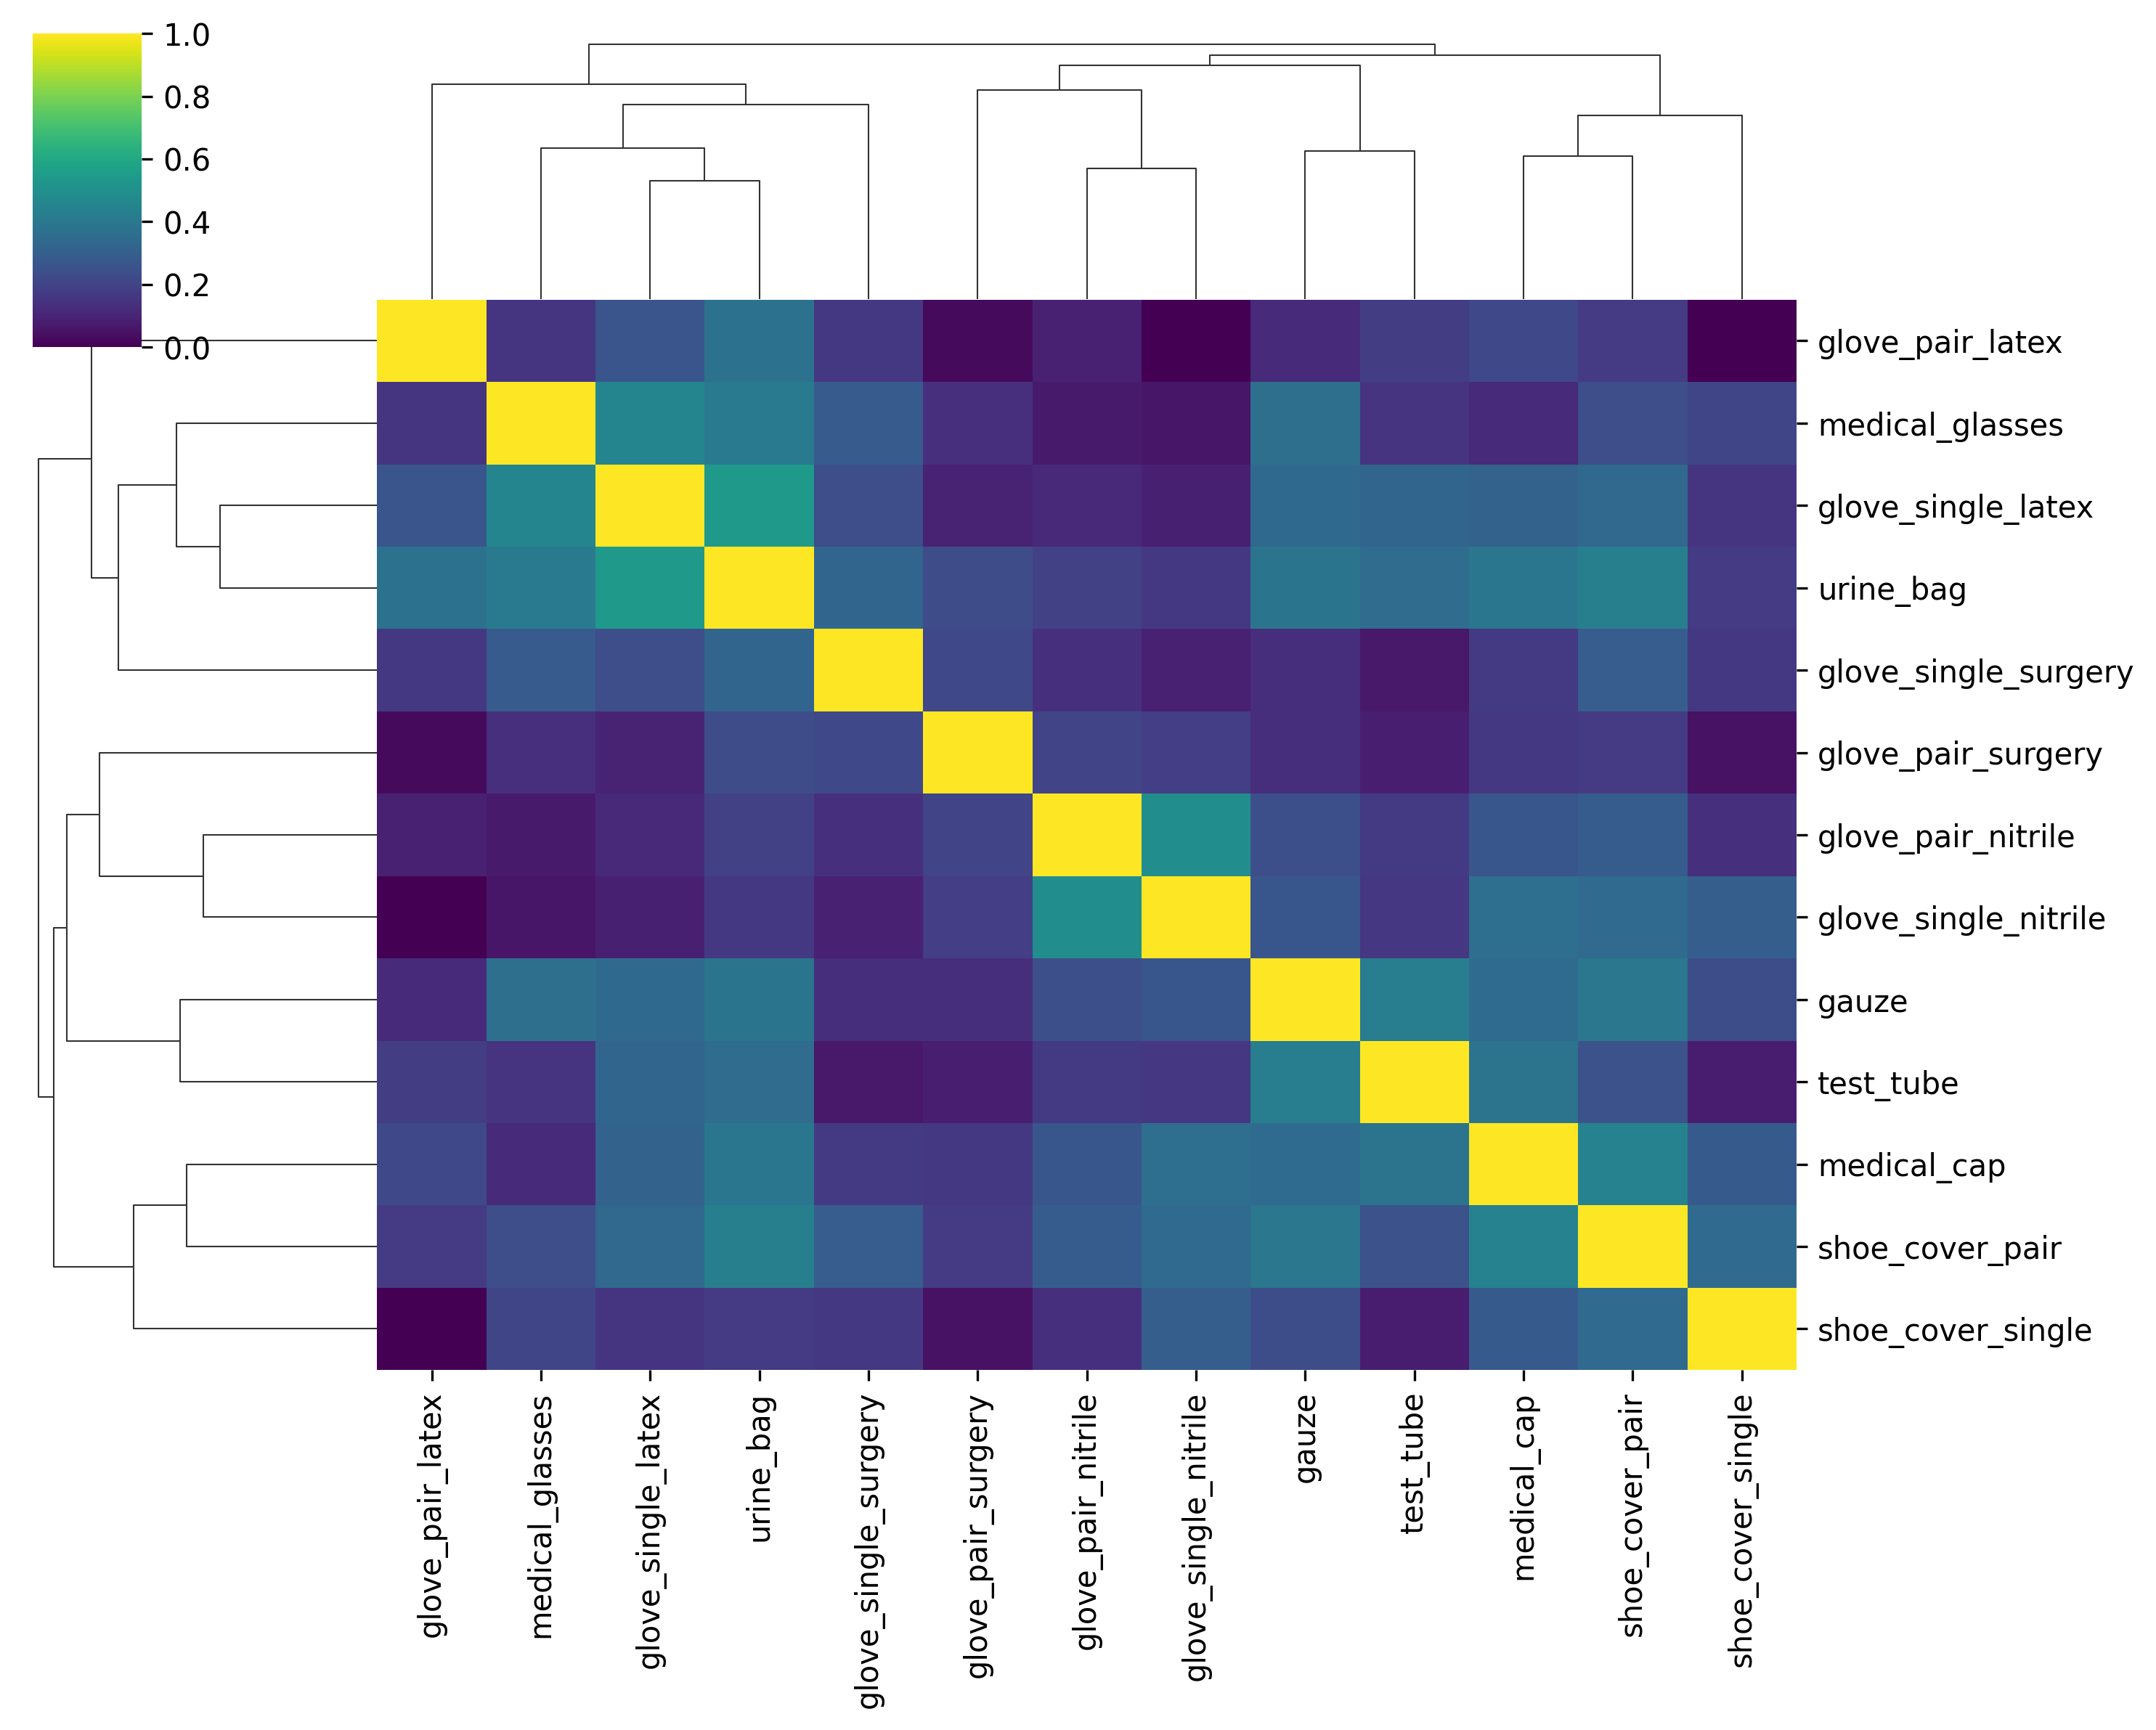 1.0
0.8
0.6
0.4
0.2
0.0
glove_pair_latex
medical_glasses
glove_single_latex
urine_bag
glove_single_surgery
glove_pair_surgery
glove_pair_nitrile
glove_single_nitrile
gauze
test_tube
medical_cap
shoe_cover_pair
shoe_cover_single
glove_pair_latex
medical_glasses
glove_single_latex
urine_bag
glove_single_surgery
glove_pair_surgery
glove_pair_nitrile
glove_single_nitrile
gauze
test_tube
medical_cap
shoe_cover_pair
shoe_cover_single